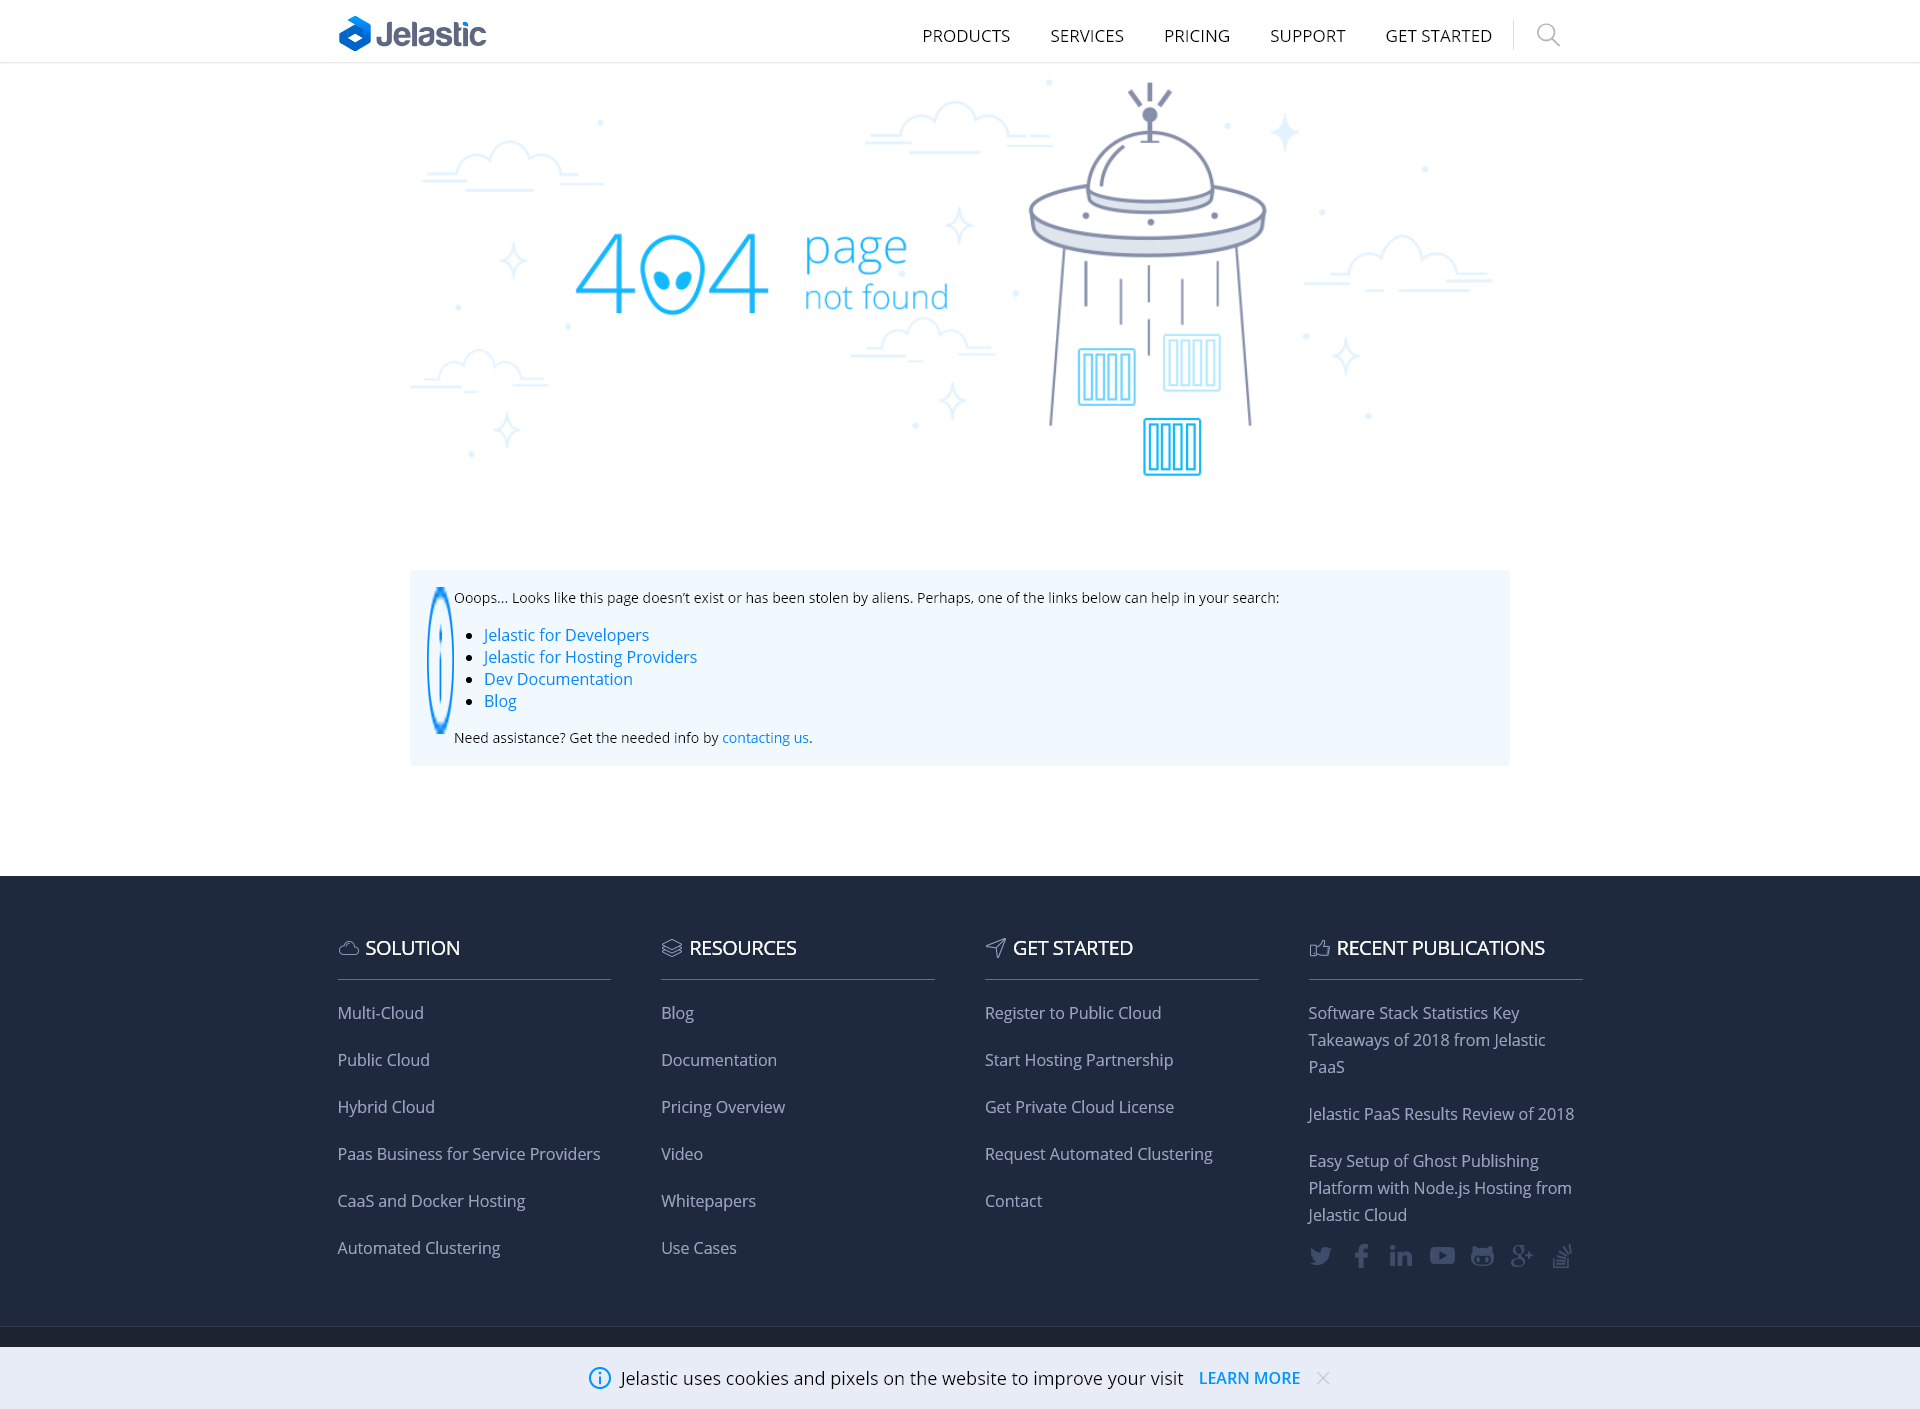 Jelastic
PRODUCTS
SERVICES
PRICING
SUPPORT
GET STARTED
404
page
not found
Ooops... Looks like this page doesn't exist or has been stolen by aliens. Perhaps, one of the links below can help in your search:
Jelastic for Developers
Jelastic for Hosting Providers
Dev Documentation
Blog
Need assistance? Get the needed info by contacting us.
SOLUTION
Multi-Cloud
Public Cloud
Hybrid Cloud
Paas Business for Service Providers
CaaS and Docker Hosting
Automated Clustering
RESOURCES
Blog
Documentation
Pricing Overview
Video
Whitepapers
Use Cases
GET STARTED
Register to Public Cloud
Start Hosting Partnership
Get Private Cloud License
Request Automated Clustering
Contact
RECENT PUBLICATIONS
Software Stack Statistics Key
Takeaways of 2018 from Jelastic
PaaS
Jelastic PaaS Results Review of 2018
Easy Setup of Ghost Publishing
Platform with Node.js Hosting from
Jelastic Cloud
Jelastic uses cookies and pixels on the website to improve your visit LEARN MORE